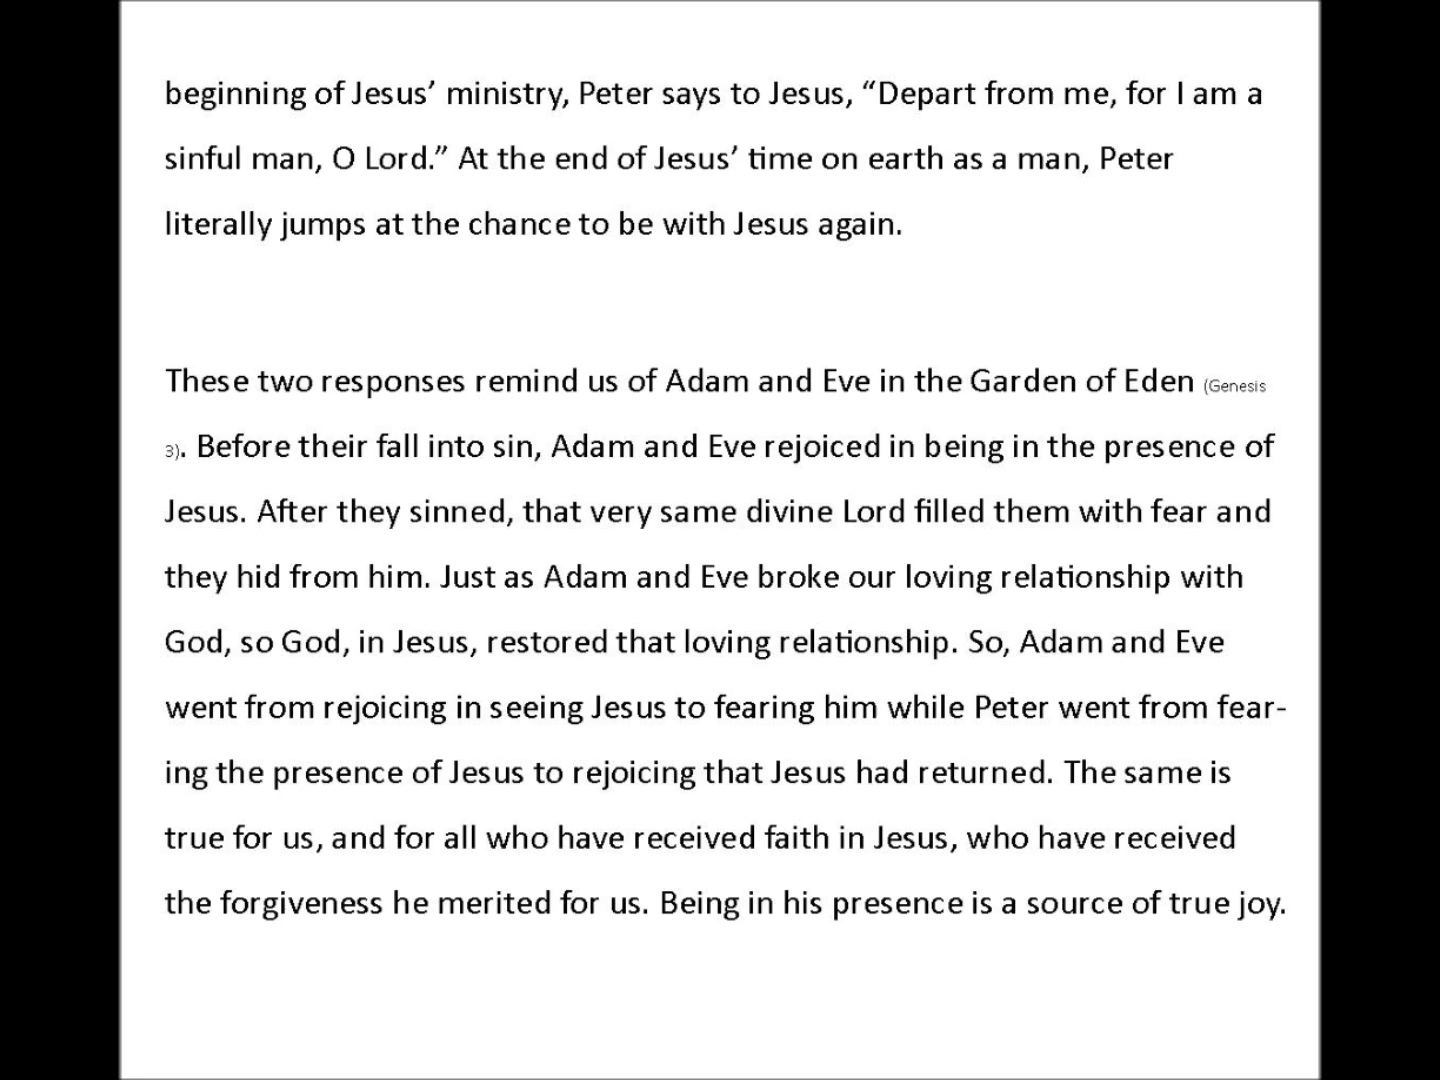 beginning of Jesus’ ministry, Peter says to Jesus, “Depart from me, for I am a
sinful man, O Lord.” At the end of Jesus’ time on earth as a man, Peter
literally jumps at the chance to be with Jesus again.
These two responses remind us of Adam and Eve in the Garden of Eden (Genesis
3). Before their fall into sin, Adam and Eve rejoiced in being in the presence of
Jesus. After they sinned, that very same divine Lord filled them with fear and
they hid from him. Just as Adam and Eve broke our loving relationship with
God, so God, in Jesus, restored that loving relationship. So, Adam and Eve
went from rejoicing in seeing Jesus to fearing him while Peter went from fear-
ing the presence of Jesus to rejoicing that Jesus had returned. The same is
true for us, and for all who have received faith in Jesus, who have received
the forgiveness he merited for us. Being in his presence is a source of true joy.